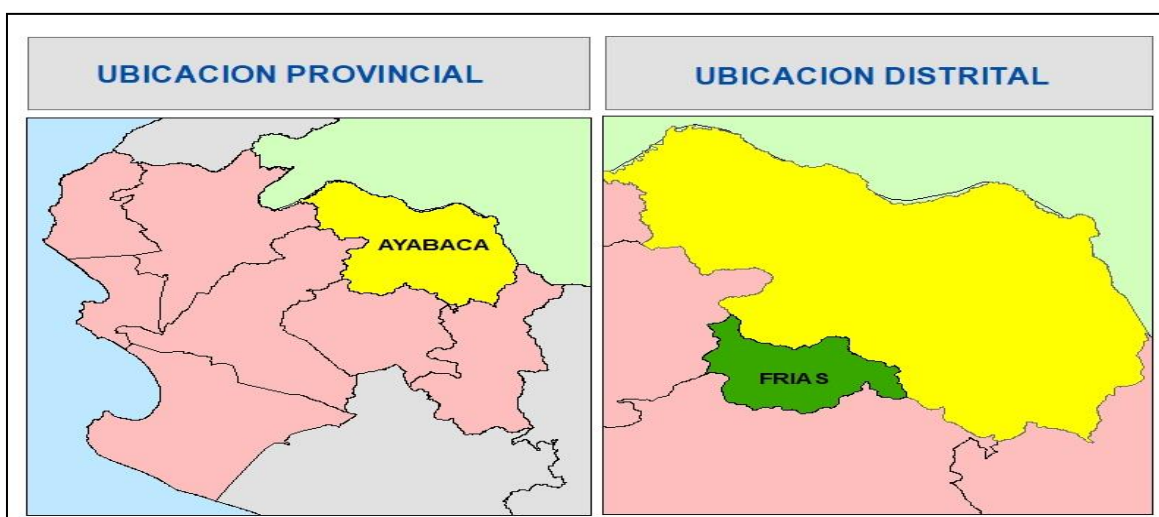 UBICACION PROVINCIAL
UBICACION DISTRITAL
AYABACA
FRIAS